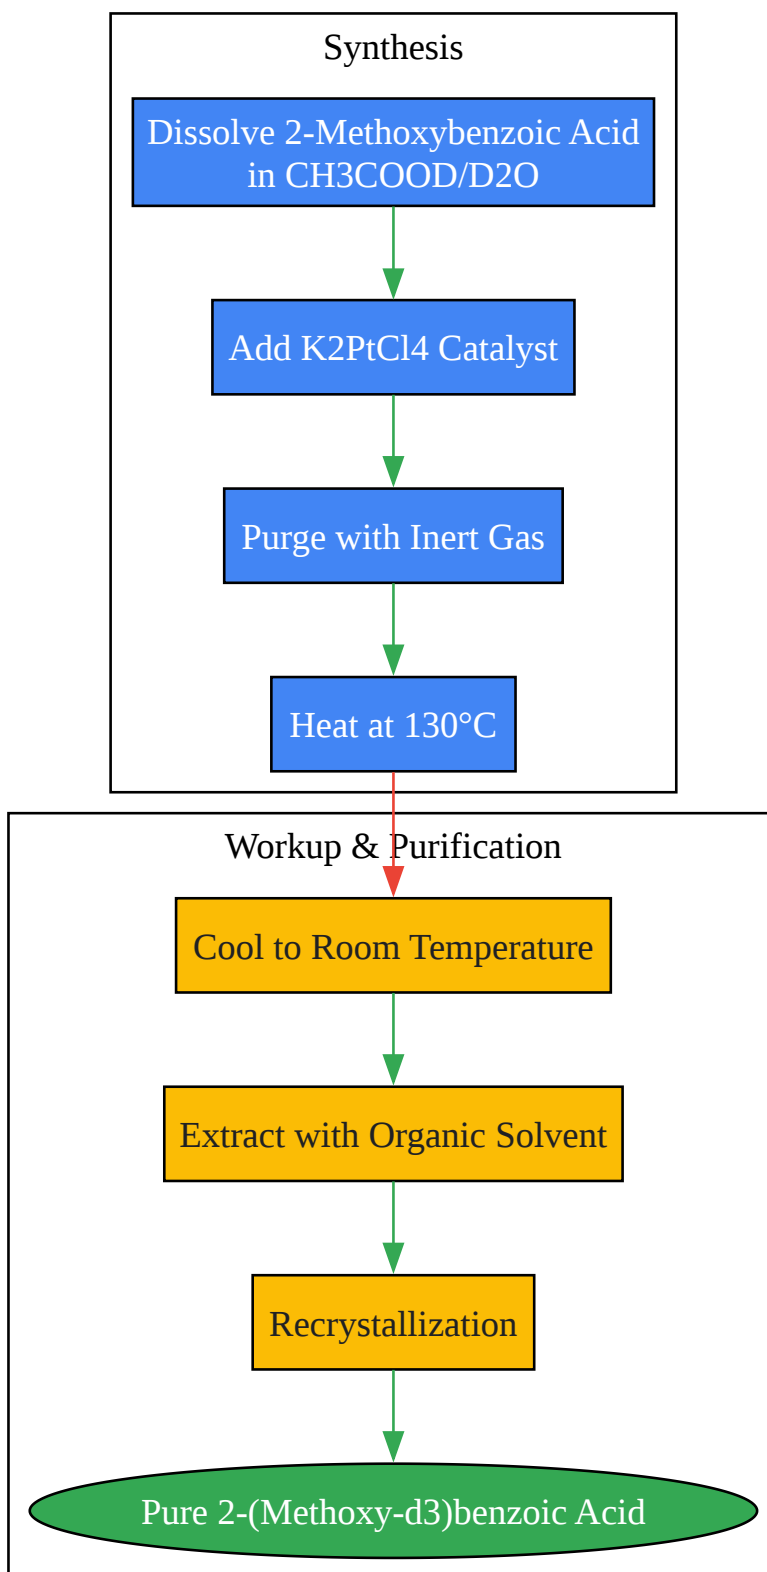 Synthesis
Dissolve 2-Methoxybenzoic Acid
in CH3COOD/D2O
Add K2PtCl4 Catalyst
Purge with Inert Gas
Heat at 130°C
Workup & Purification
Cool to Room Temperature
Extract with Organic Solvent
Recrystallization
Pure 2-(Methoxy-d3)benzoic Acid